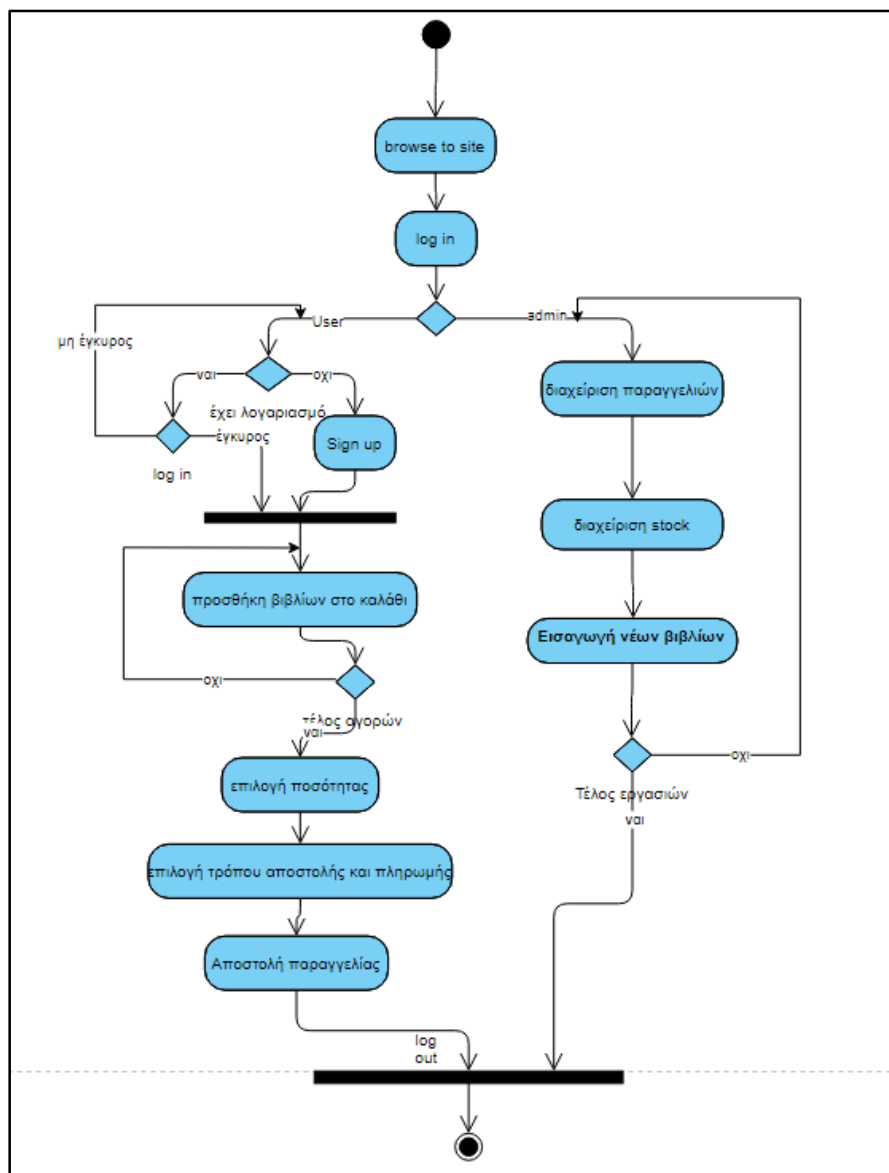 browse to site
log in
User
admin
μη έγκυρος
ναι
οχι
διαχείριση παραγγελιών
έχει λογαριασμό
έγκυρος
Sign up
log in
διαχείριση stock
προσθήκη βιβλίων στο καλάθι
Εισαγωγή νέων βιβλίων
οχι
τέλος αγορών
ναι
οχι
επιλογή ποσότητας
Τέλος εργασιών
ναι
επιλογή τρόπου αποστολής και πληρωμής
Αποστολή παραγγελίας
log
out